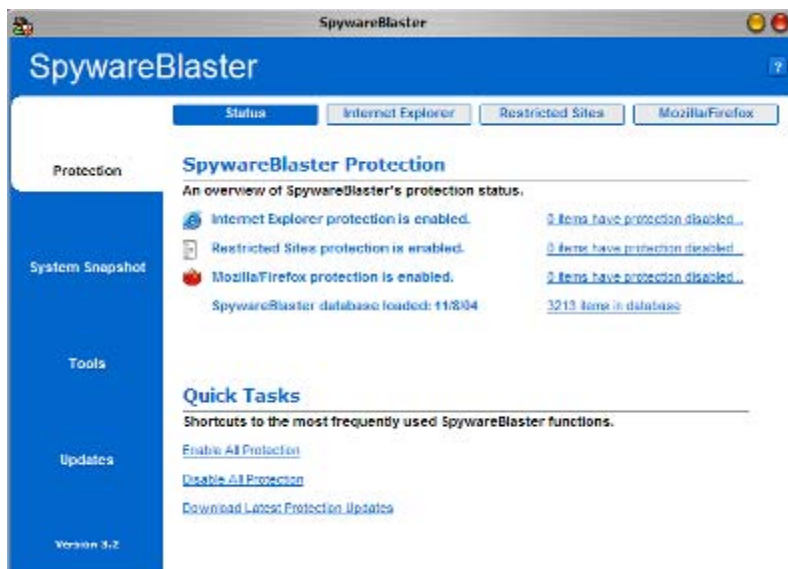 SpywareBlaster
SpywareBlaster
?
Status Internet Explorer Restricted Sites Mozilla/Firefox
Protection
System Snapshot
Tools
Updates
Version 3.2
SpywareBlaster Protection
An overview of SpywareBlaster's protection status.
Internet Explorer protection is enabled. 0 items have protection disabled...
Restricted Sites protection is enabled. 0 items have protection disabled...
Mozilla/Firefox protection is enabled. 0 items have protection disabled...
SpywareBlaster database loaded: 11/8/04 3213 items in database
Quick Tasks
Shortcuts to the most frequently used SpywareBlaster functions.
Enable All Protection
Disable All Protection
Download Latest Protection Updates